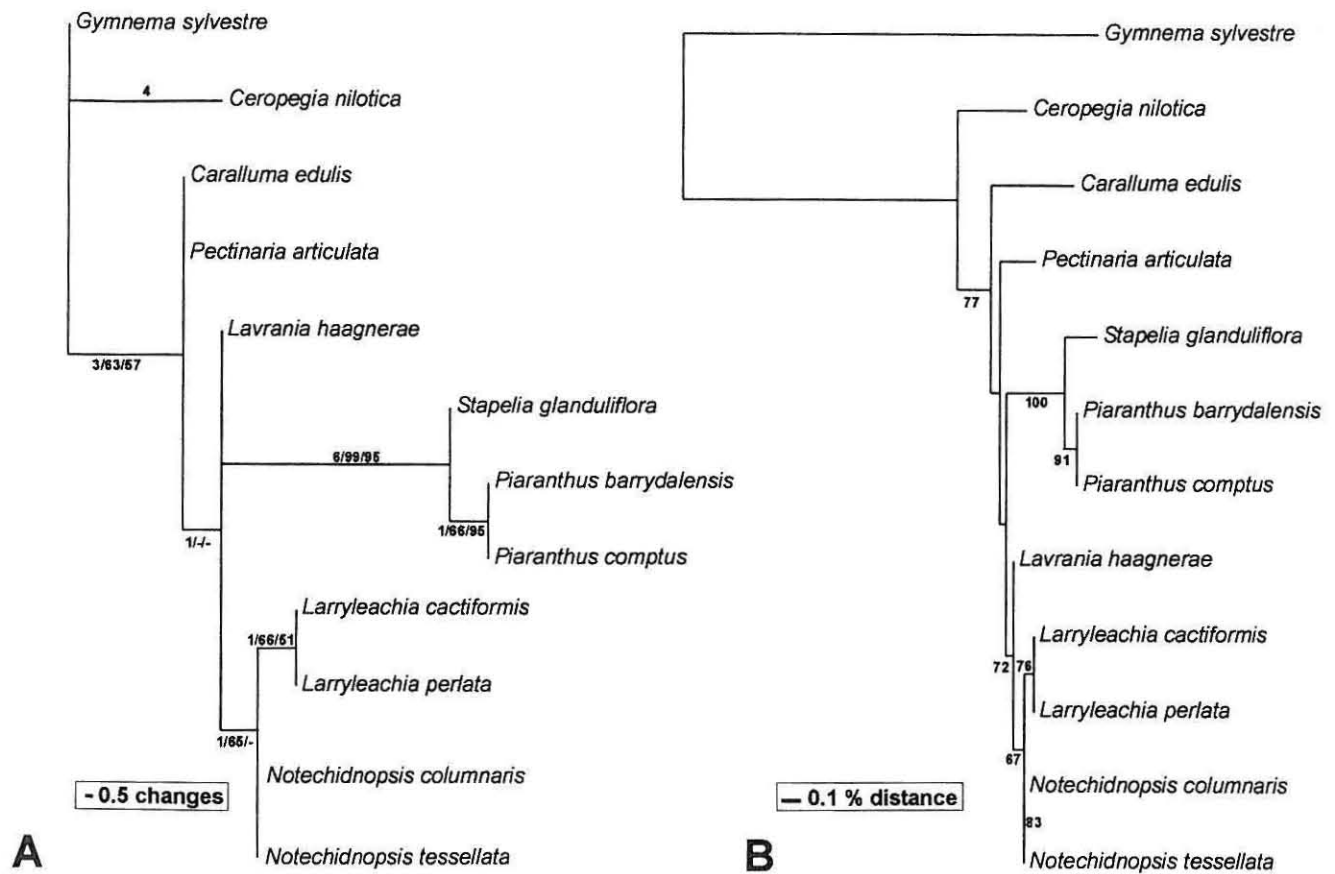 Gymnema sylvestre
4
Ceropegia nilotica
Caralluma edulis
Pectinaria articulata
Lavrania haagnerae
3/63/57
Stapelia glanduliflora
6/99/95
Piaranthus barrydalensis
1/66/95
1/-/-
Piaranthus comptus
Larryleachia cactiformis
1/66/51
Larryleachia perlata
1/65/-
Notechidnopsis columnaris
- 0.5 changes
Notechidnopsis tessellata
A
Gymnema sylvestre
Ceropegia nilotica
Caralluma edulis
Pectinaria articulata
77
Stapelia glanduliflora
100
Piaranthus barrydalensis
91
Piaranthus comptus
Lavrania haagnerae
Larryleachia cactiformis
72 76
Larryleachia perlata
67
Notechidnopsis columnaris
— 0.1 % distance
83
Notechidnopsis tessellata
B